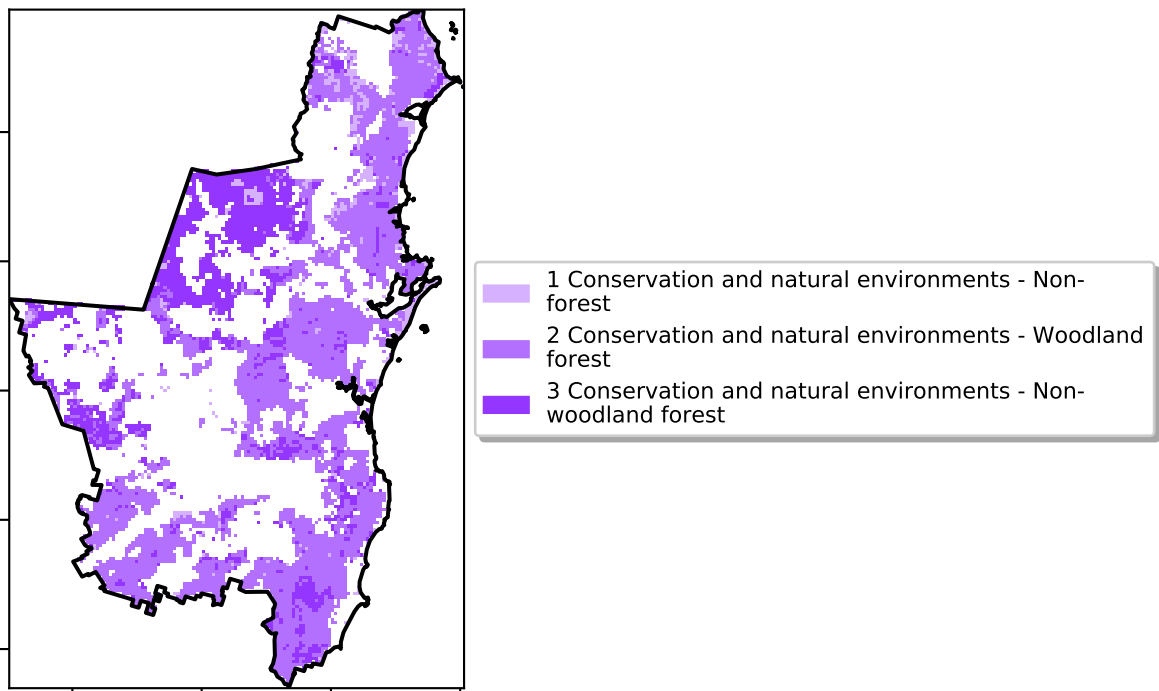 1 Conservation and natural environments - Non-
forest
2 Conservation and natural environments - Woodland
forest
3 Conservation and natural environments - Non-
woodland forest